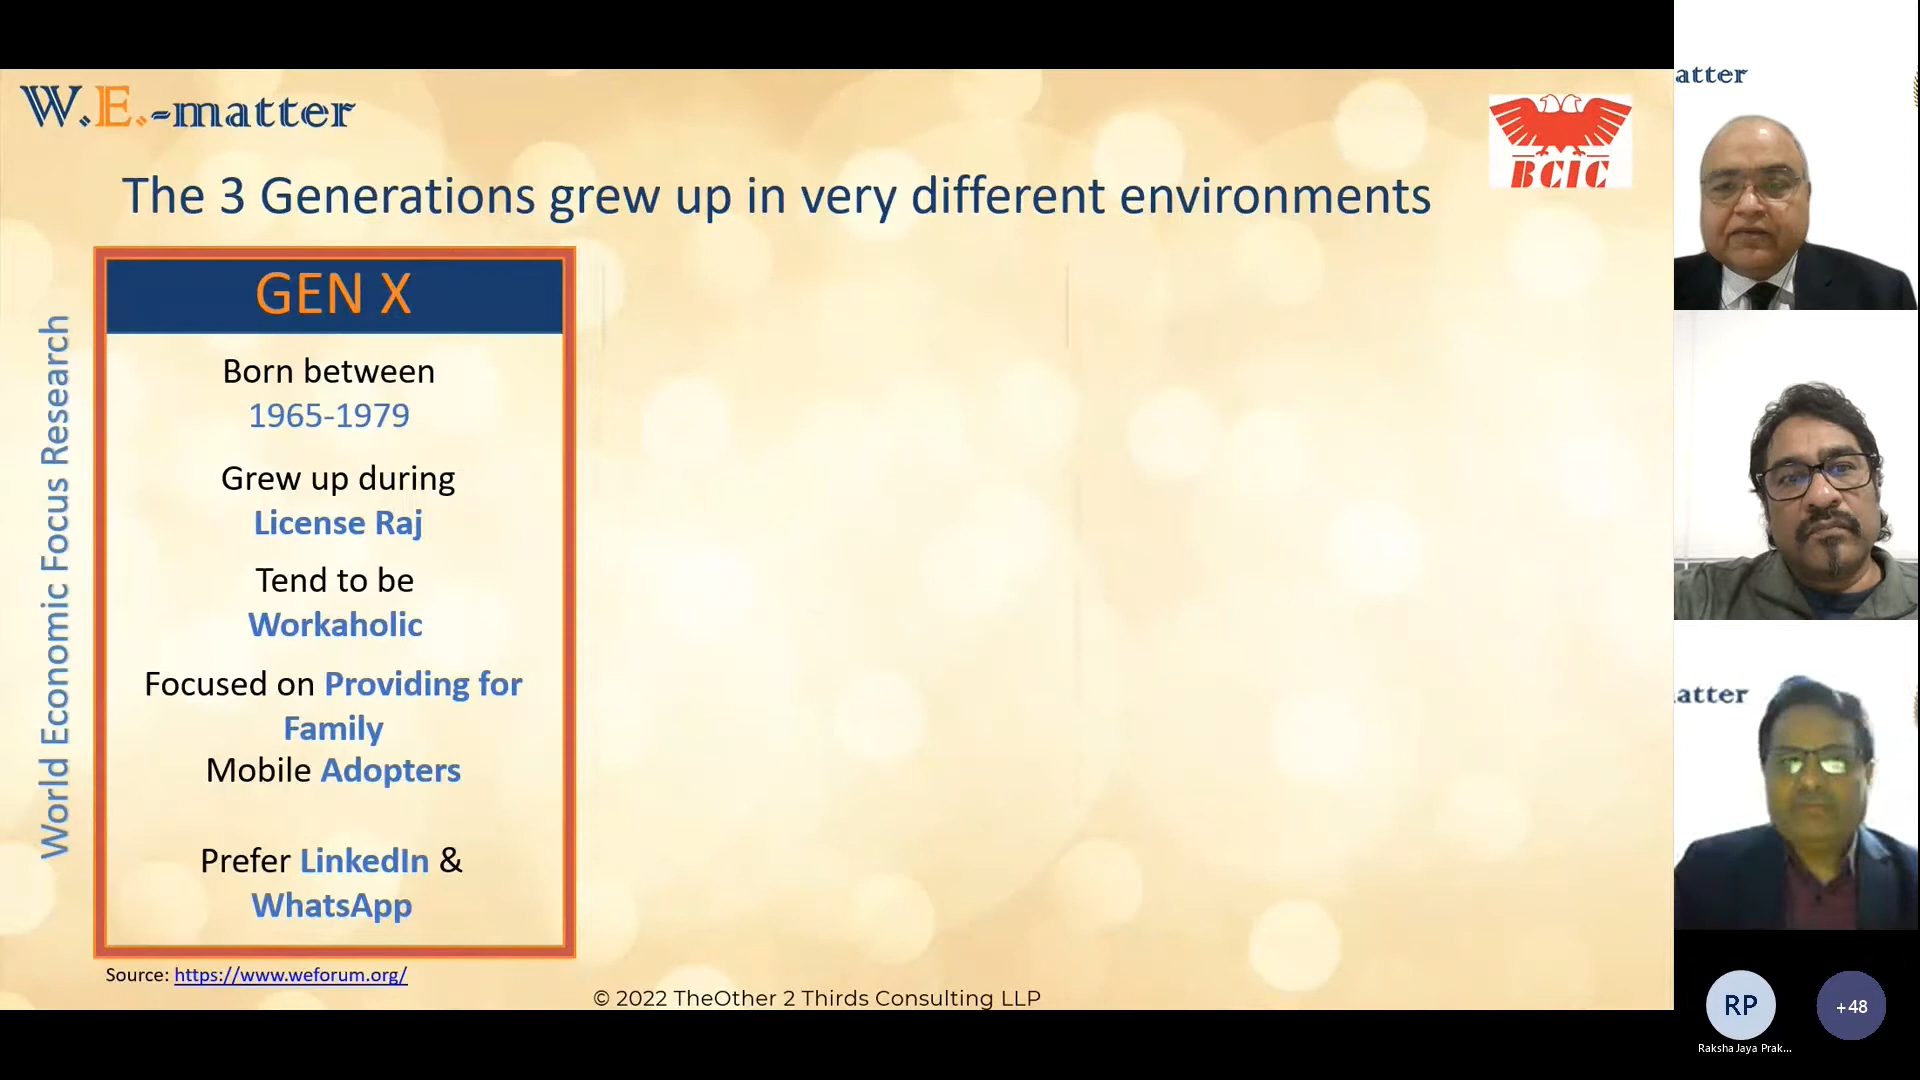 W.E.-matter
BCIC
The 3 Generations grew up in very different environments
World Economic Focus Research
GEN X
Born between
1965-1979
Grew up during
License Raj
Tend to be
Workaholic
Focused on Providing for
Family
Mobile Adopters
Prefer LinkedIn &
WhatsApp
Source: https://www.weforum.org/
© 2022 TheOther 2 Thirds Consulting LLP
atter
atter
RP
+48
Raksha Jaya Prak...